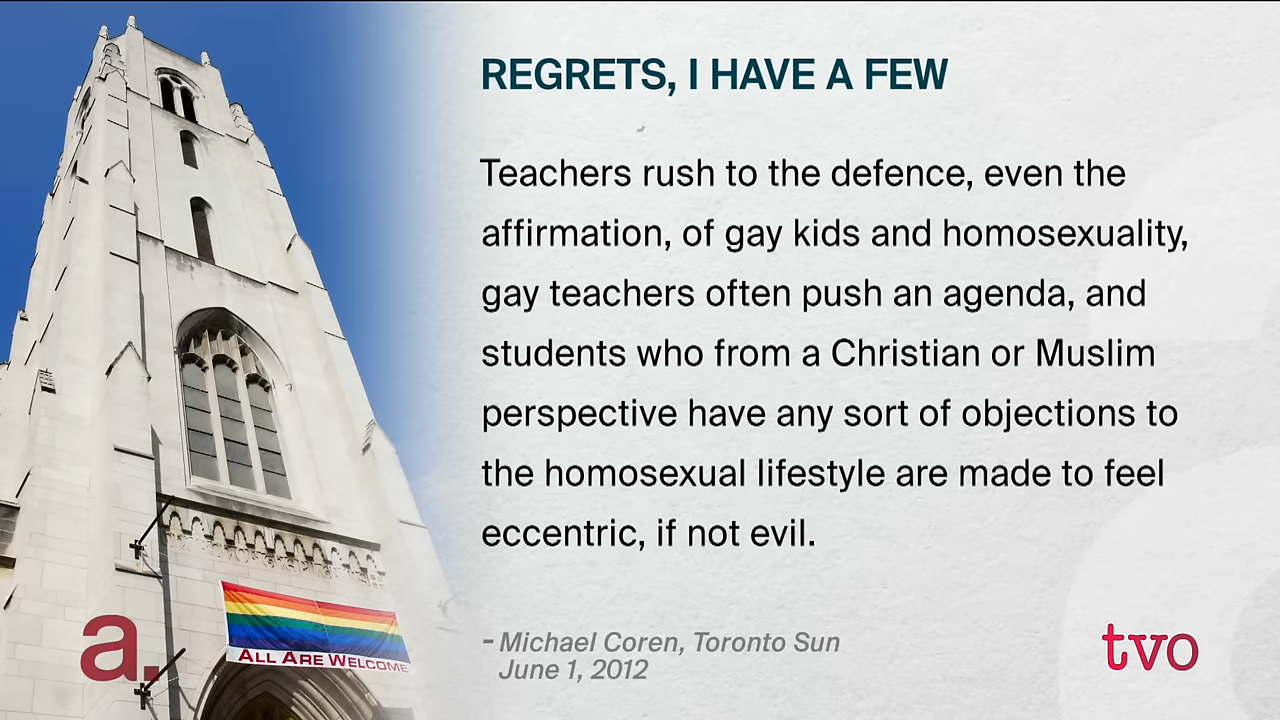 REGRETS, I HAVE A FEW
Teachers rush to the defence, even the
affirmation, of gay kids and homosexuality,
gay teachers often push an agenda, and
students who from a Christian or Muslim
perspective have any sort of objections to
the homosexual lifestyle are made to feel
eccentric, if not evil.
- Michael Coren, Toronto Sun
June 1, 2012
a.
ALL ARE WELCOME
tvo